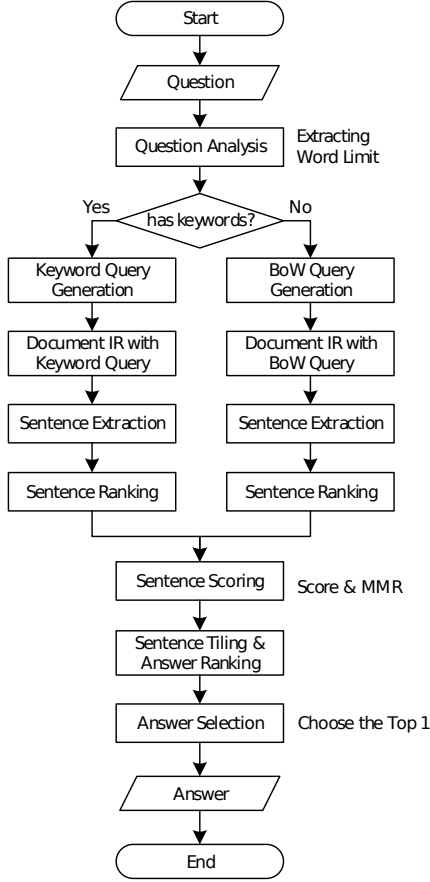 Start
Question
Question Analysis
Extracting
Word Limit
has keywords?
Yes
No
Keyword Query
Generation
BoW Query
Generation
Document IR with
Keyword Query
Document IR with
BoW Query
Sentence Extraction
Sentence Extraction
Sentence Ranking
Sentence Ranking
Sentence Scoring
Score & MMR
Sentence Tiling &
Answer Ranking
Answer Selection
Choose the Top 1
Answer
End